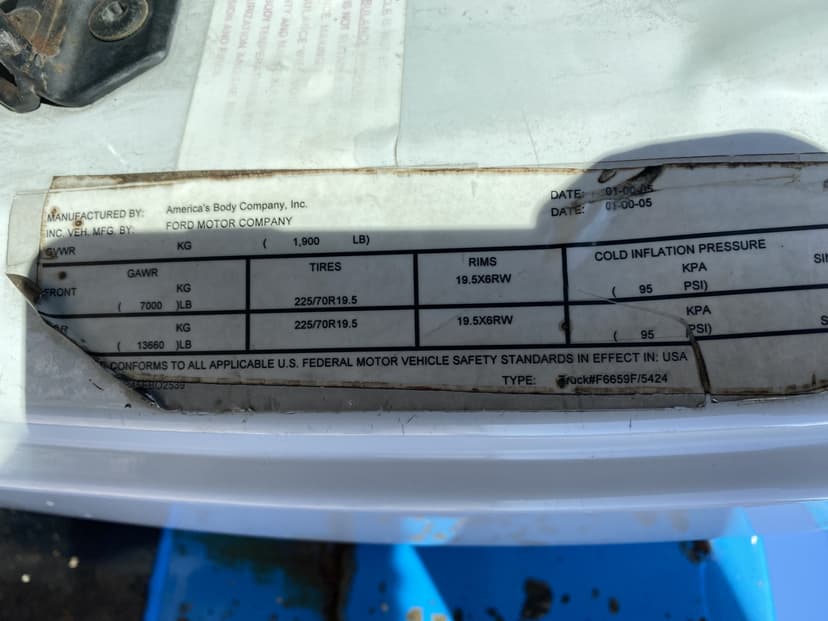 MANUFACTURED BY: America's Body Company, Inc. DATE: 01-00-05
INC. VEH. MFG. BY: FORD MOTOR COMPANY DATE: 01-00-05
GVWR KG ( 1,900 LB)
GAWR TIRES RIMS COLD INFLATION PRESSURE
FRONT KG 19.5X6RW KPA SIN
( 7000 )LB 225/70R19.5 ( 95 PSI)
KG 225/70R19.5 19.5X6RW KPA
( 13660 )LB ( 95 PSI) S
CONFORMS TO ALL APPLICABLE U.S. FEDERAL MOTOR VEHICLE SAFETY STANDARDS IN EFFECT IN: USA
TYPE: Truck#F6659F/5424